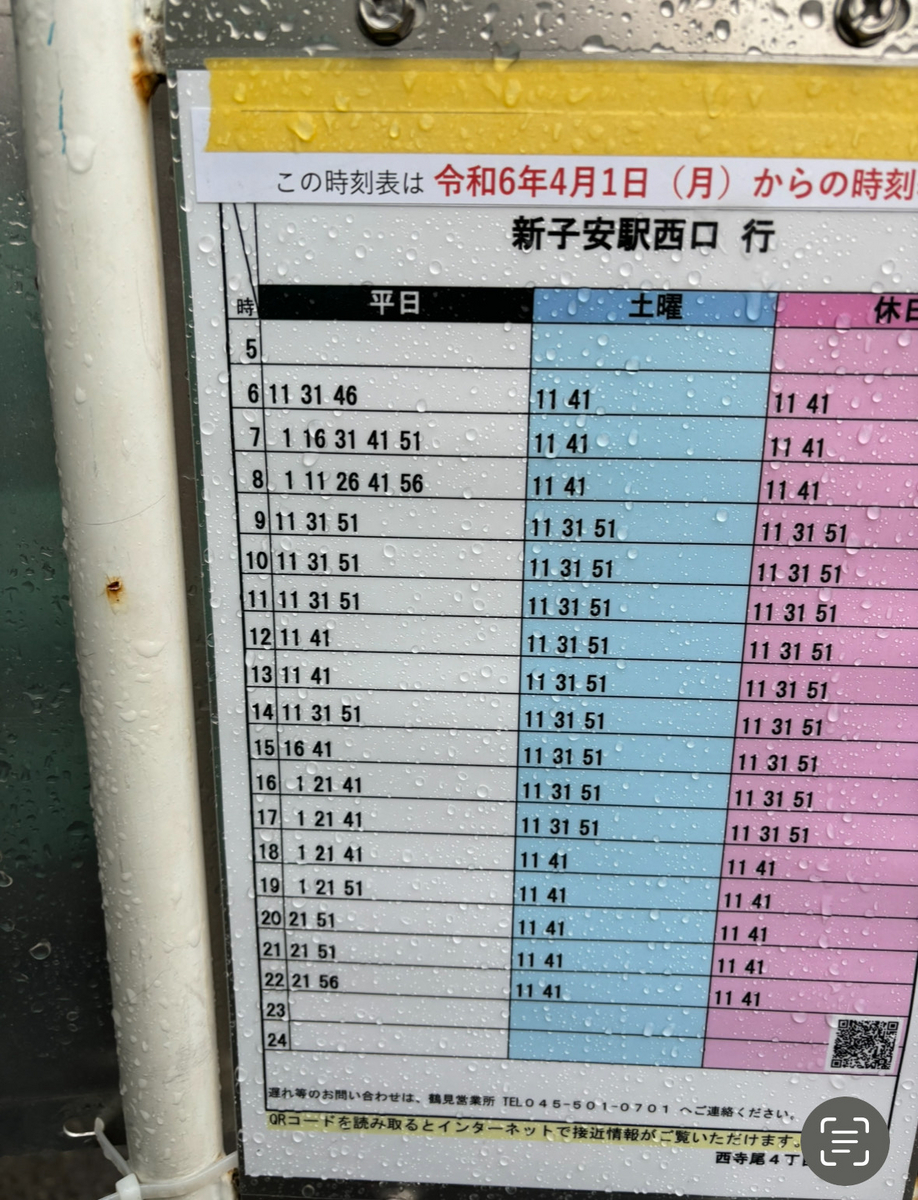 この時刻表は 令和6年4月1日（月）からの時刻
新子安駅西口 行
時 平日 土曜 休日
5
6 11 31 46 11 41 11 41
7 1 16 31 41 51 11 41 11 41
8 1 11 26 41 56 11 41 11 41
9 11 31 51 11 31 51 11 31 51
10 11 31 51 11 31 51 11 31 51
11 11 31 51 11 31 51 11 31 51
12 11 41 11 31 51 11 31 51
13 11 41 11 31 51 11 31 51
14 11 31 51 11 31 51 11 31 51
15 16 41 11 31 51 11 31 51
16 1 21 41 11 31 51 11 31 51
17 1 21 41 11 31 51 11 31 51
18 1 21 41 11 41 11 41
19 1 21 51 11 41 11 41
20 21 51 11 41 11 41
21 21 51 11 41 11 41
22 21 56 11 41 11 41
23
24
遅れ等のお問い合わせは、鶴見営業所 TEL045-501-0701 へご連絡ください。
QRコードを読み取るとインターネットで接近情報がご覧いただけます。
西寺尾4丁